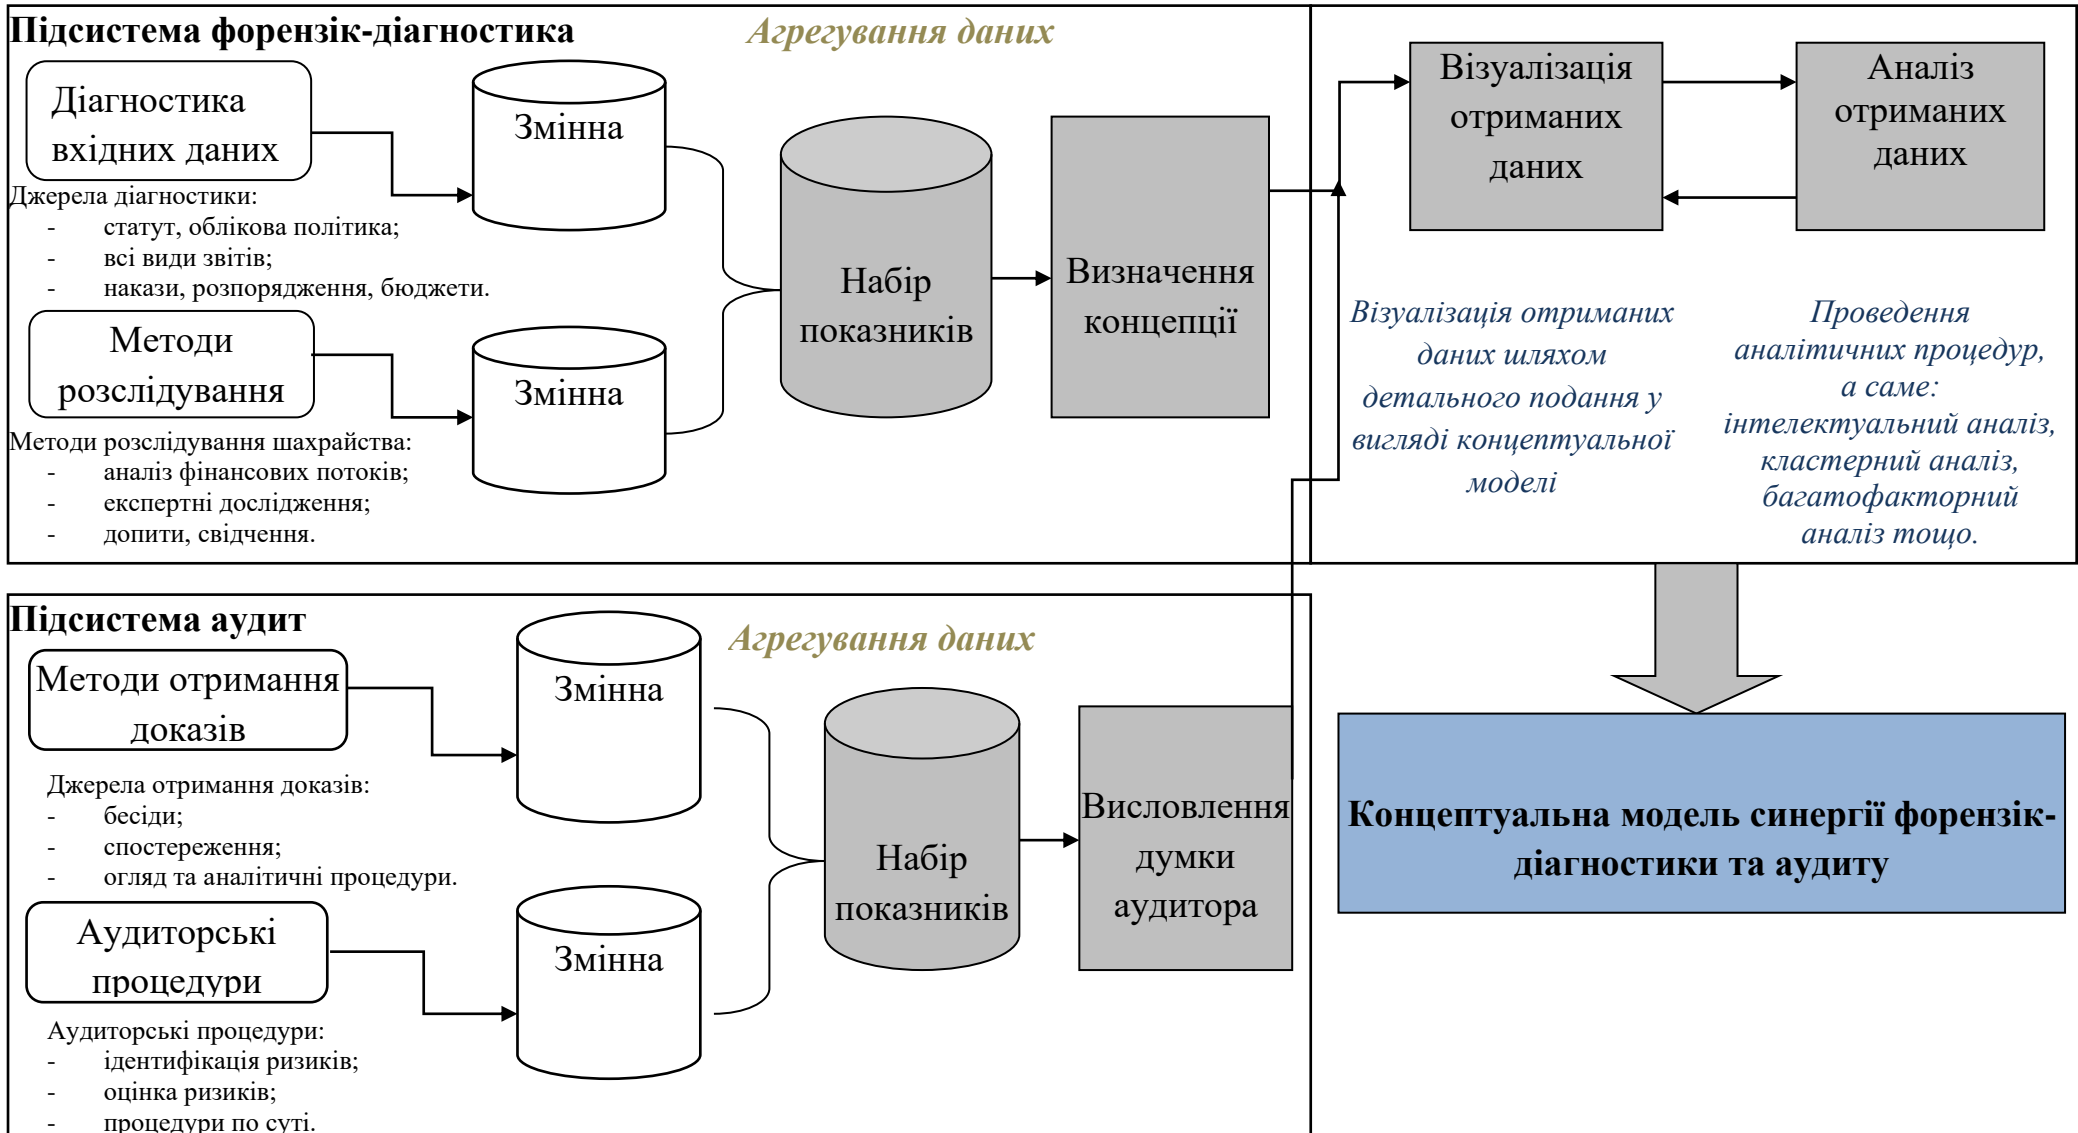 Підсистема форензік-діагностика
Агрегування даних
Діагностика
вхідних даних
Змінна
Джерела діагностики:
- статут, облікова політика;
- всі види звітів;
- накази, розпорядження, бюджети.
Методи
розслідування
Змінна
Методи розслідування шахрайства:
- аналіз фінансових потоків;
- експертні дослідження;
- допити, свідчення.
Набір
показників
Визначення
концепції
Візуалізація
отриманих
даних
Аналіз
отриманих
даних
Візуалізація отриманих
даних шляхом
детального подання у
вигляді концептуальної
моделі
Проведення
аналітичних процедур,
а саме:
інтелектуальний аналіз,
кластерний аналіз,
багатофакторний
аналіз тощо.
Підсистема аудит
Агрегування даних
Методи отримання
доказів
Змінна
Джерела отримання доказів:
- бесіди;
- спостереження;
- огляд та аналітичні процедури.
Аудиторські
процедури
Змінна
Аудиторські процедури:
- ідентифікація ризиків;
- оцінка ризиків;
- процедури по суті.
Набір
показників
Висловлення
думки
аудитора
Концептуальна модель синергії форензік-
діагностики та аудиту